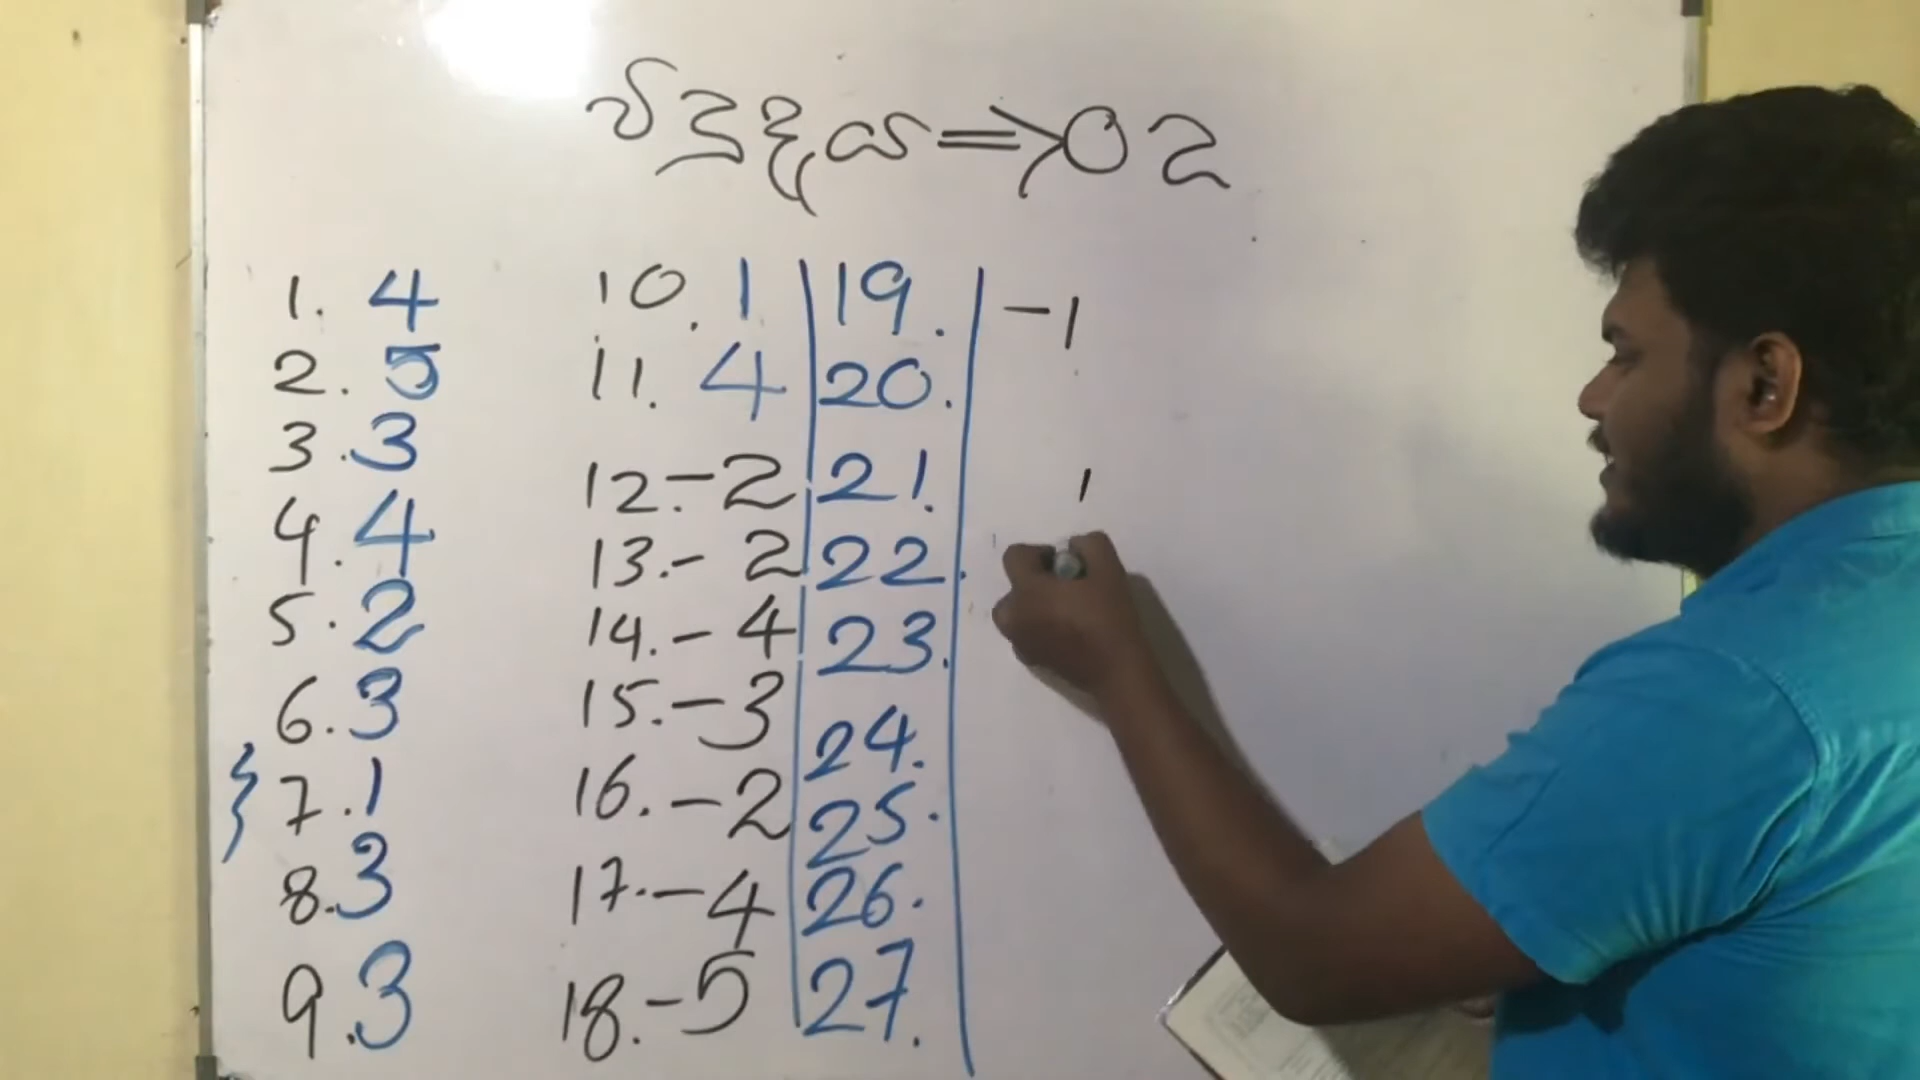 ⇒ 02
1. 4
2. 5
3. 3
4. 4
5. 2
6. 3
7. 1
8. 3
9. 3
10. 1
11. 4
12. - 2
13. - 2
14. - 4
15. - 3
16. - 2
17. - 4
18. - 5
19. - 1
20.
21. 1
22.
23.
24.
25.
26.
27.